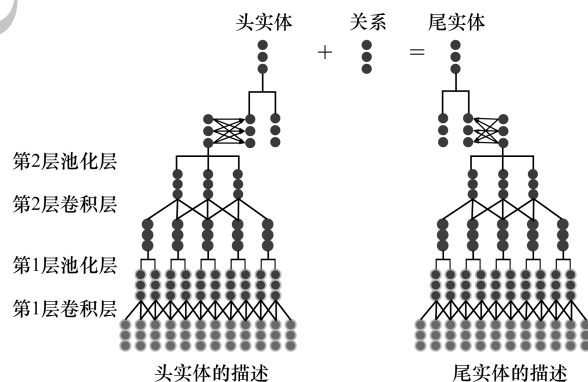 头实体 + 关系 = 尾实体
第2层池化层
第2层卷积层
第1层池化层
第1层卷积层
头实体的描述 尾实体的描述